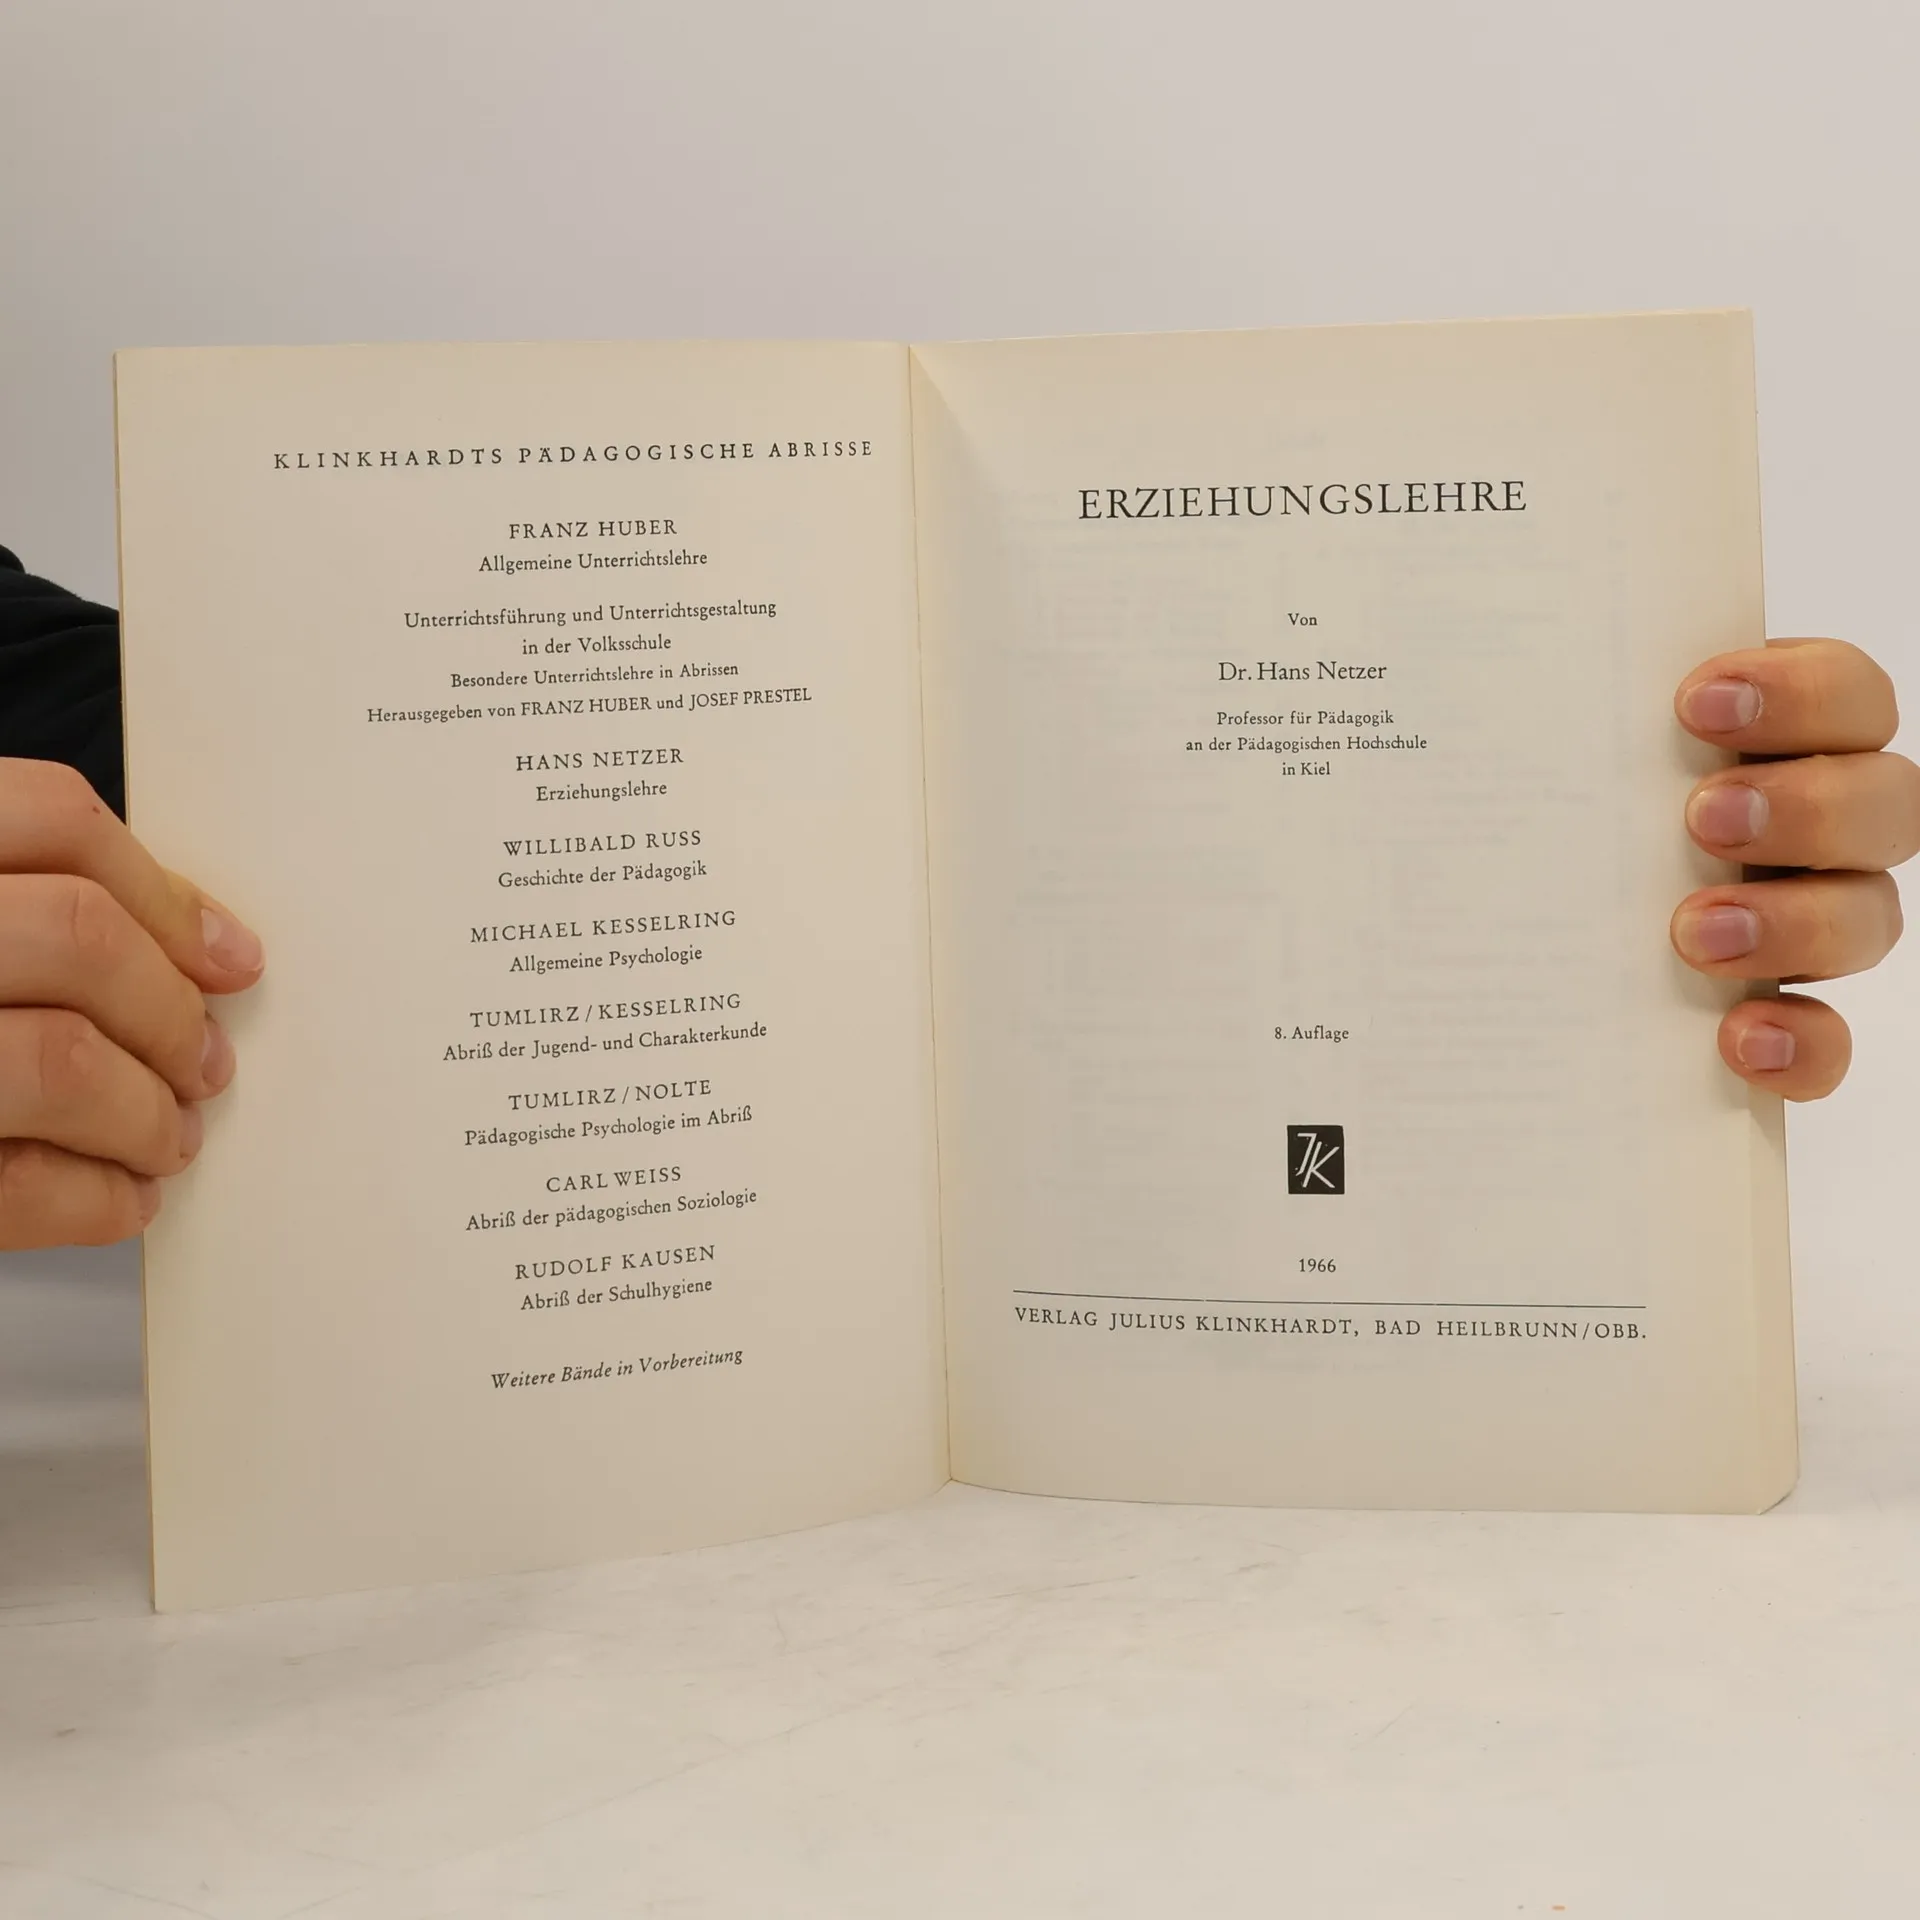 KLINKHARDTS PÄDAGOGISCHE ABRISSE
FRANZ HUBER
Allgemeine Unterrichtslehre
Unterrichtsführung und Unterrichtsgestaltung
in der Volksschule
Besondere Unterrichtslehre in Abrissen
Herausgegeben von FRANZ HUBER und JOSEF PRESTEL
HANS NETZER
Erziehungslehre
WILLIBALD RUSS
Geschichte der Pädagogik
MICHAEL KESSELRING
Allgemeine Psychologie
TUMLIRZ/KESSELRING
Abriß der Jugend- und Charakterkunde
TUMLIRZ/NOLTE
Pädagogische Psychologie im Abriß
CARL WEISS
Abriß der pädagogischen Soziologie
RUDOLF KAUSEN
Abriß der Schulhygiene
Weitere Bände in Vorbereitung
ERZIEHUNGSLEHRE
Von
Dr. Hans Netzer
Professor für Pädagogik
an der Pädagogischen Hochschule
in Kiel
8. Auflage
JK
1966
VERLAG JULIUS KLINKHARDT, BAD HEILBRUNN/OBB.